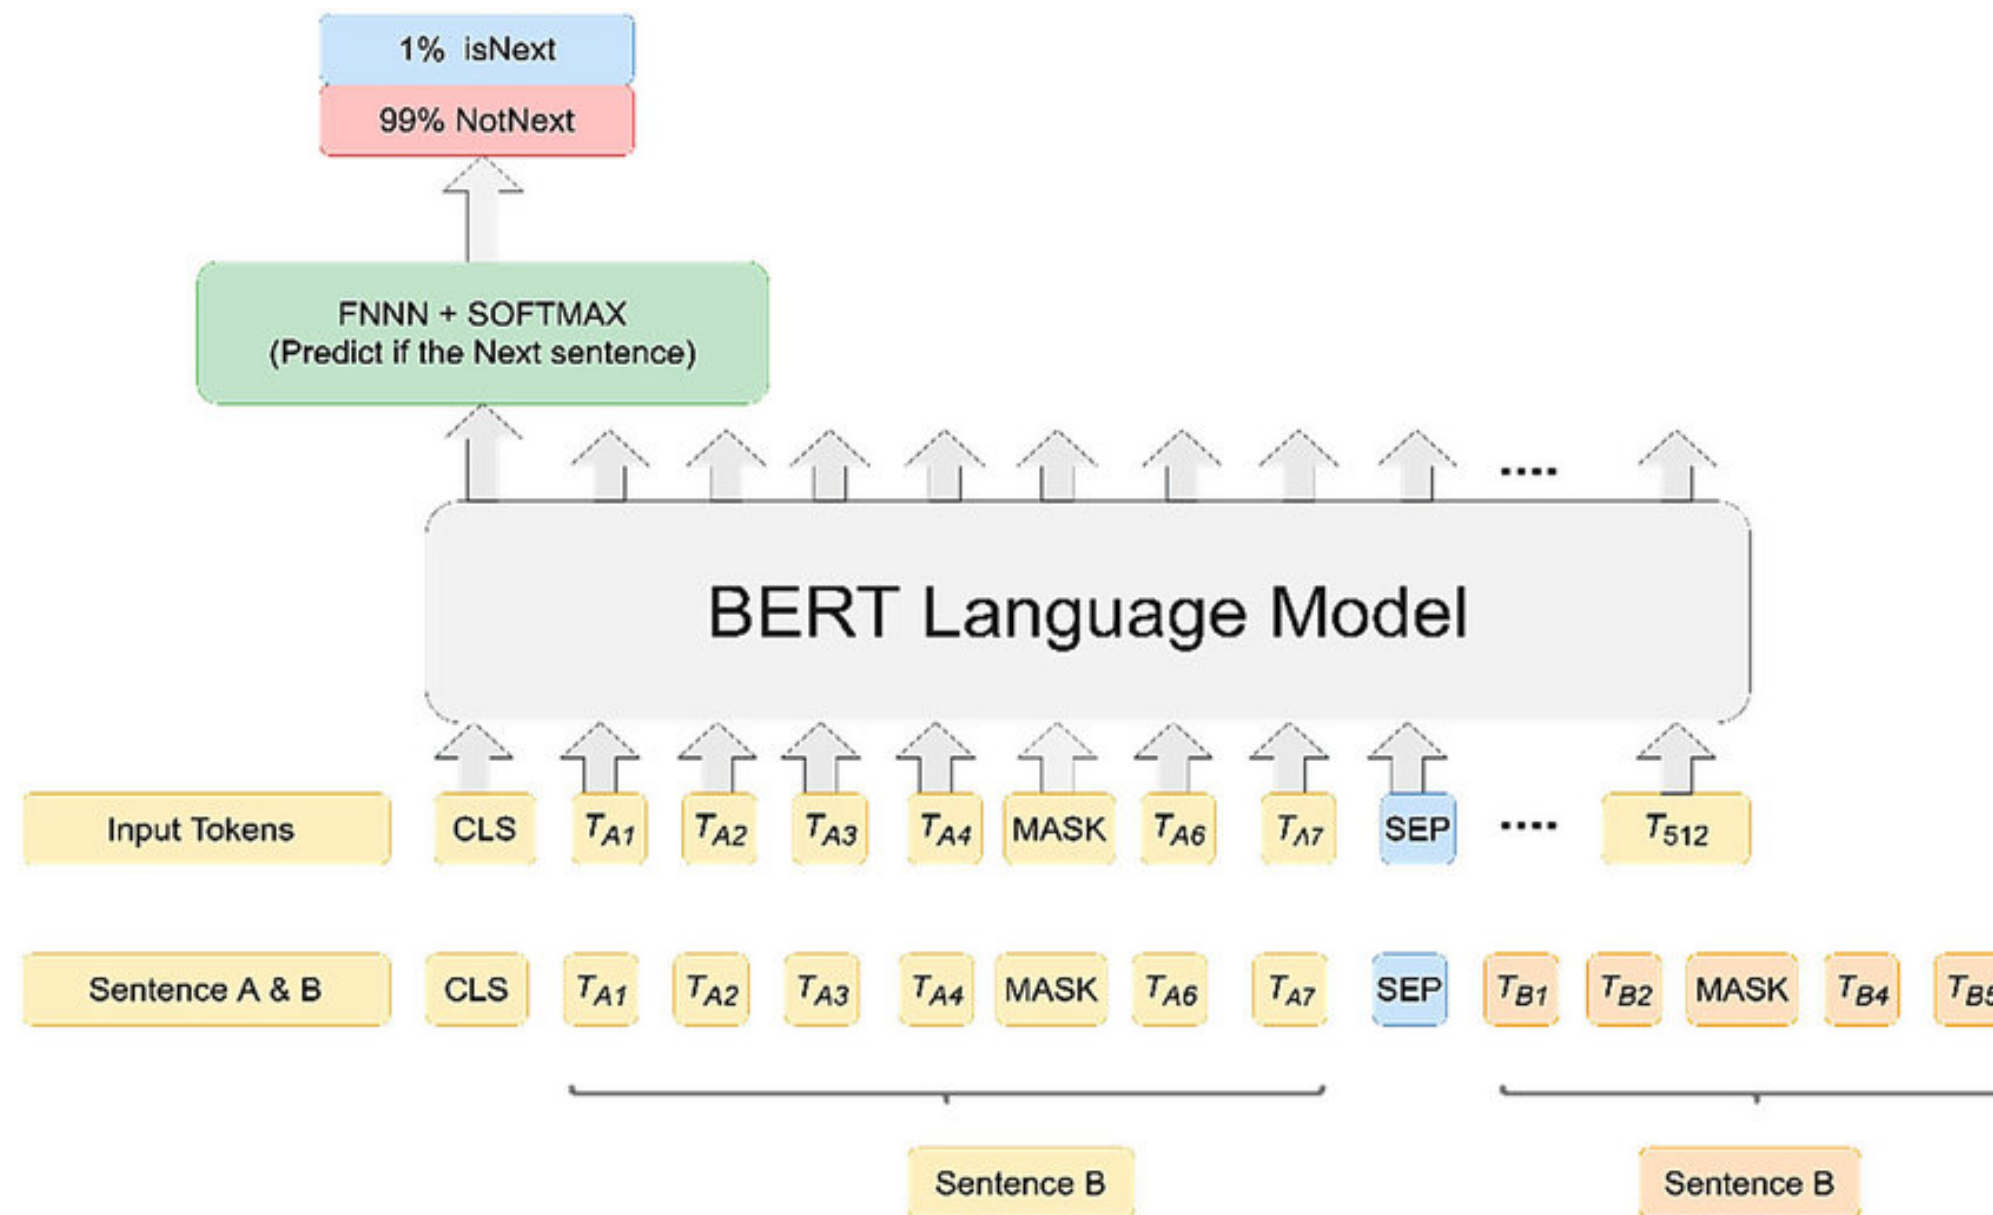 1% isNext
99% NotNext
FNNN + SOFTMAX
(Predict if the Next sentence)
BERT Language Model
Input Tokens CLS TA1 TA2 TA3 TA4 MASK TA6 TA7 SEP .... T512
Sentence A & B CLS TA1 TA2 TA3 TA4 MASK TA6 TA7 SEP TB1 TB2 MASK TB4 TB5
Sentence B Sentence B